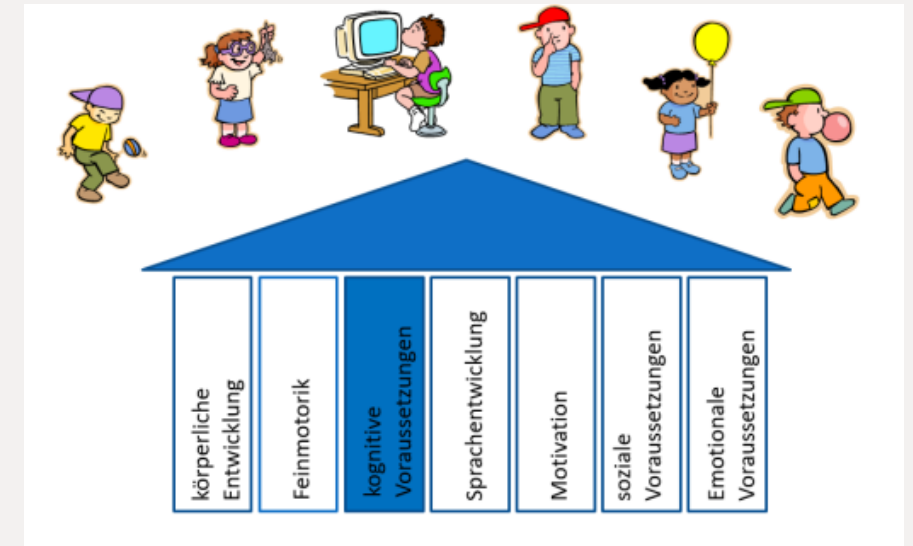 körperliche
Entwicklung
Feinmotorik
kognitive
Voraussetzungen
Sprachentwicklung
Motivation
soziale
Voraussetzungen
Emotionale
Voraussetzungen